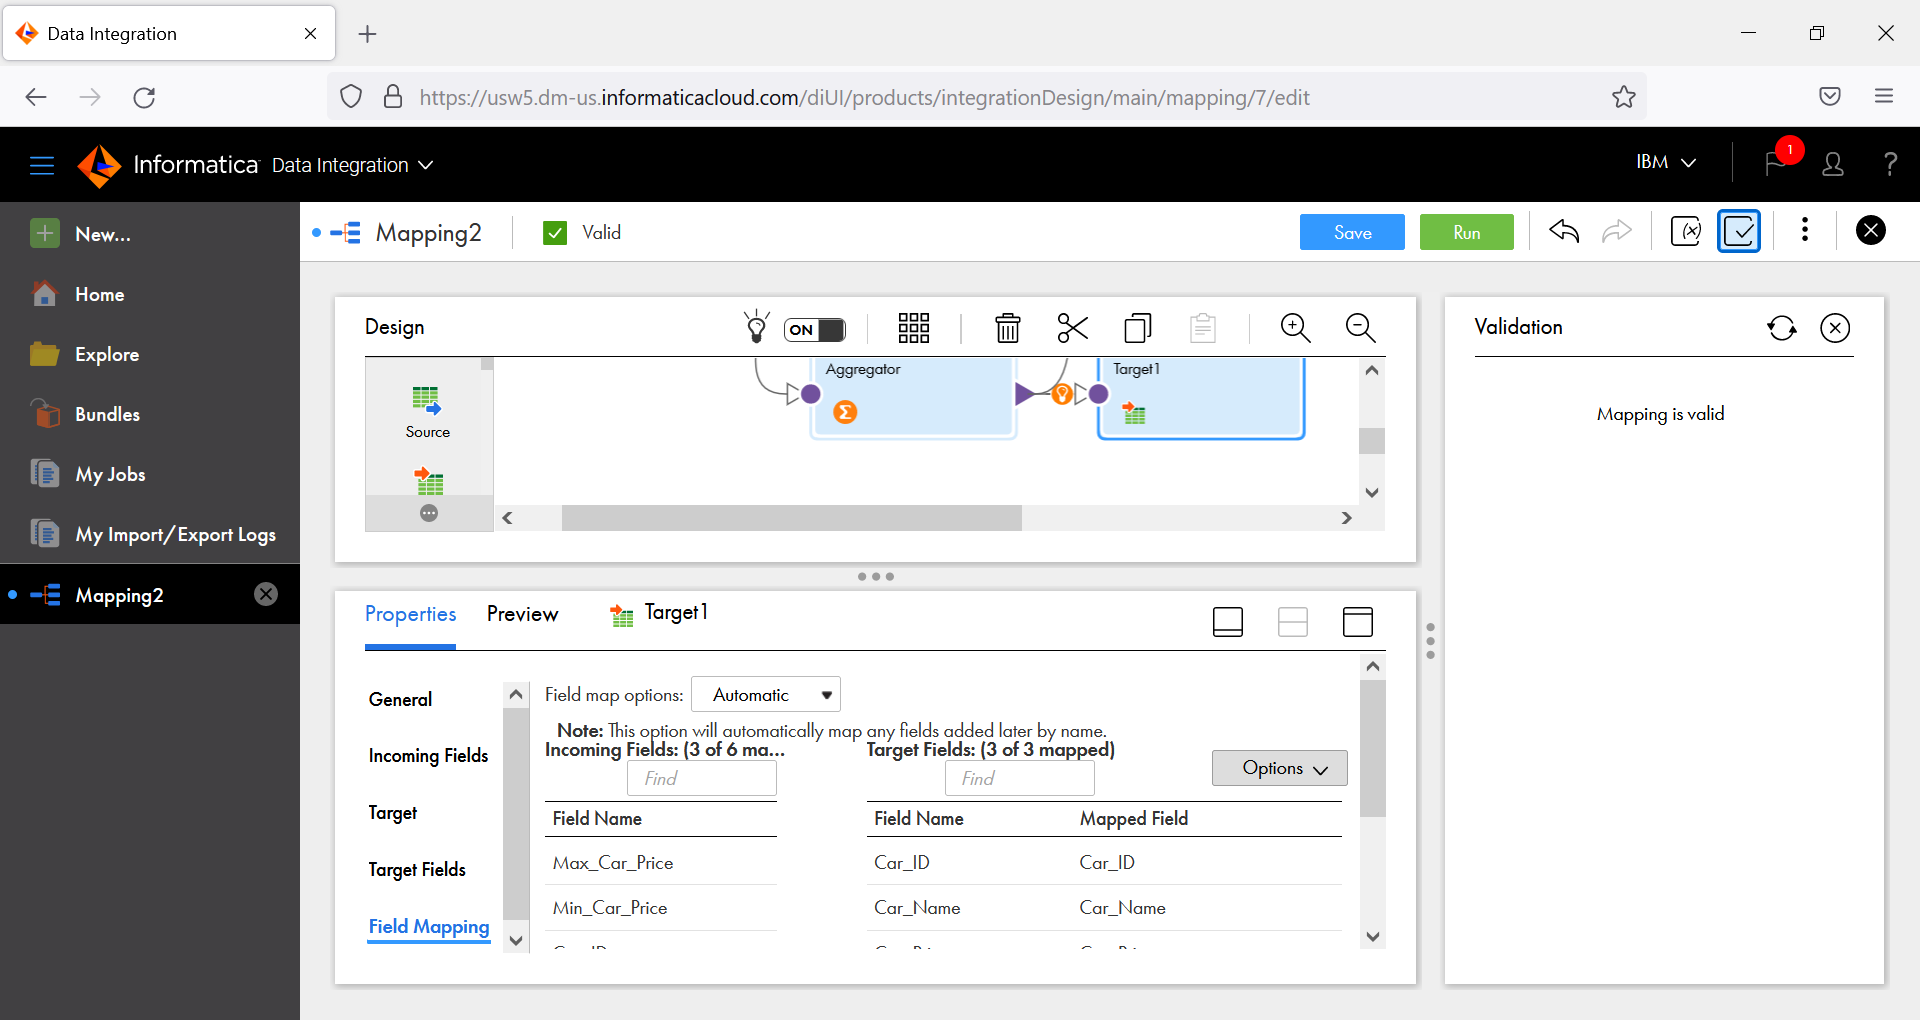 Data Integration
https://usw5.dm-us.informaticacloud.com/diUI/products/integrationDesign/main/mapping/7/edit
Informatica Data Integration
IBM
1
?
New...
Home
Explore
Bundles
My Jobs
My Import/Export Logs
Mapping2
Mapping2
Valid
Save
Run
Design
ON
Source
Aggregator
Target1
Validation
Mapping is valid
Properties
Preview
Target1
General
Incoming Fields
Target
Target Fields
Field Mapping
Field map options:
Automatic
Note: This option will automatically map any fields added later by name.
Incoming Fields: (3 of 6 ma...
Target Fields: (3 of 3 mapped)
Find
Find
Options
Field Name
Field Name
Mapped Field
Max_Car_Price
Car_ID
Car_ID
Min_Car_Price
Car_Name
Car_Name